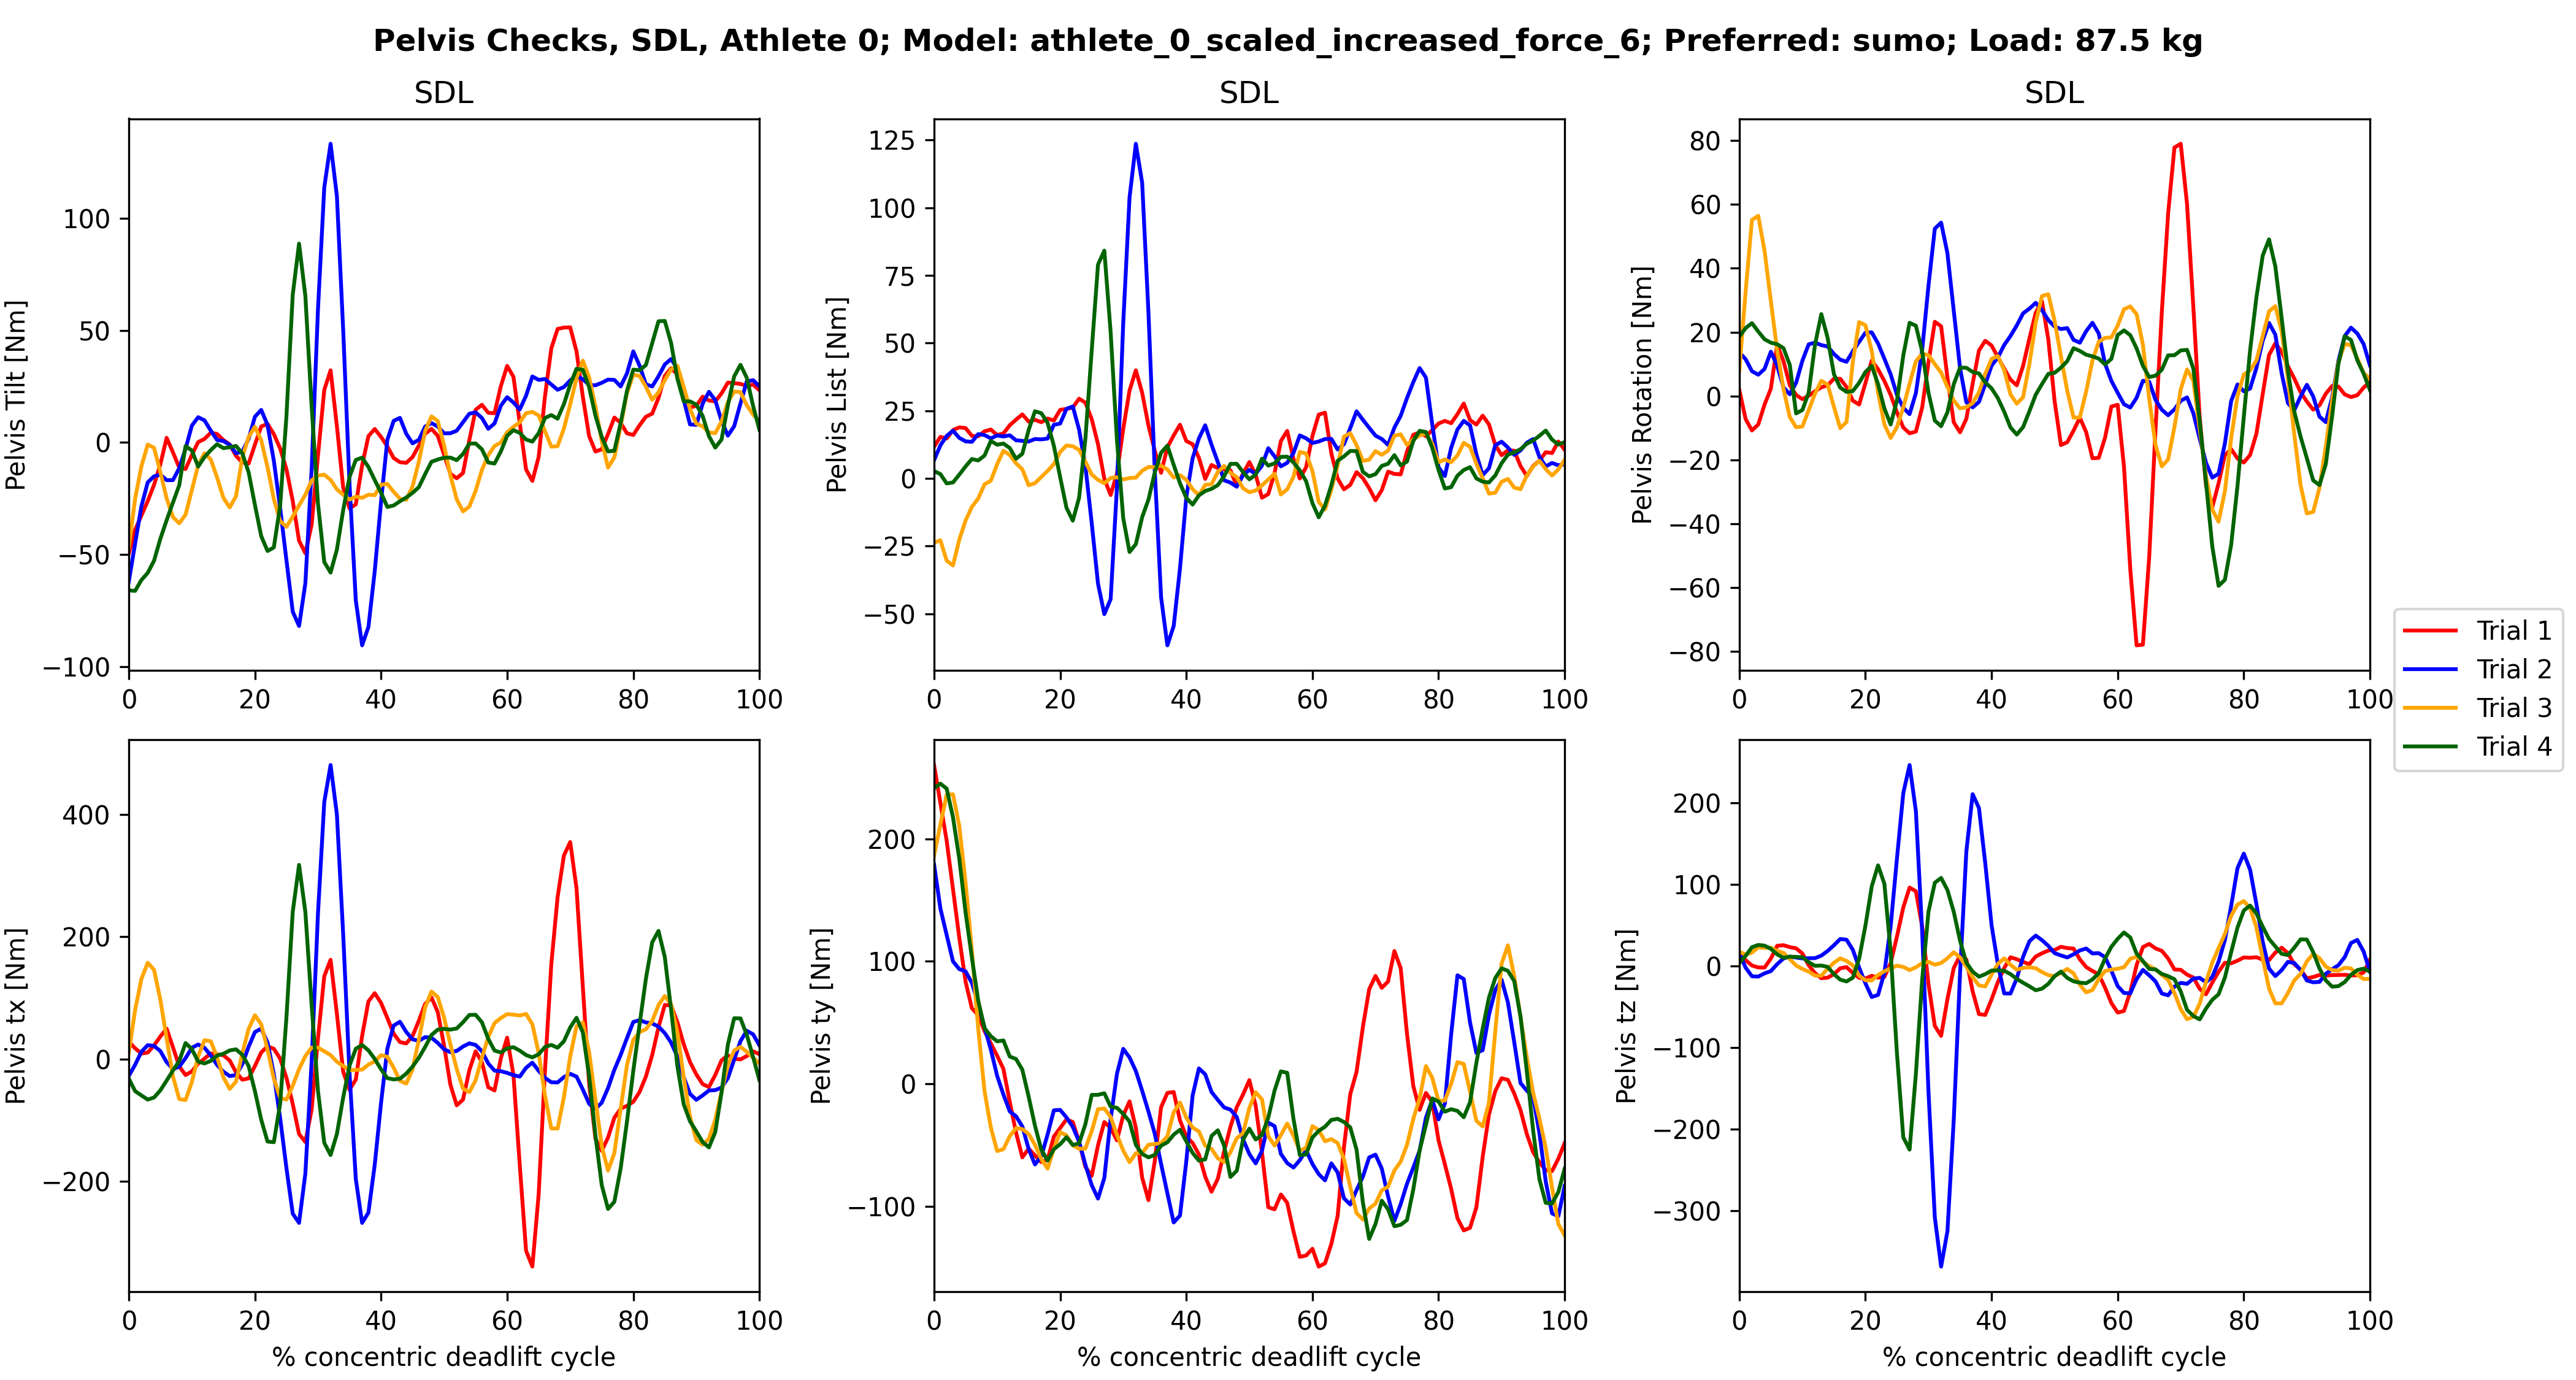 Pelvis Checks, SDL, Athlete 0; Model: athlete_0_scaled_increased_force_6; Preferred: sumo; Load: 87.5 kg
SDL
SDL
SDL
Pelvis Tilt [Nm]
100
50
0
−50
−100
0 20 40 60 80 100
Pelvis List [Nm]
125
100
75
50
25
0
−25
−50
0 20 40 60 80 100
Pelvis Rotation [Nm]
80
60
40
20
0
−20
−40
−60
−80
0 20 40 60 80 100
Trial 1
Trial 2
Trial 3
Trial 4
Pelvis tx [Nm]
400
200
0
−200
0 20 40 60 80 100
% concentric deadlift cycle
Pelvis ty [Nm]
200
100
0
−100
0 20 40 60 80 100
% concentric deadlift cycle
Pelvis tz [Nm]
200
100
0
−100
−200
−300
0 20 40 60 80 100
% concentric deadlift cycle